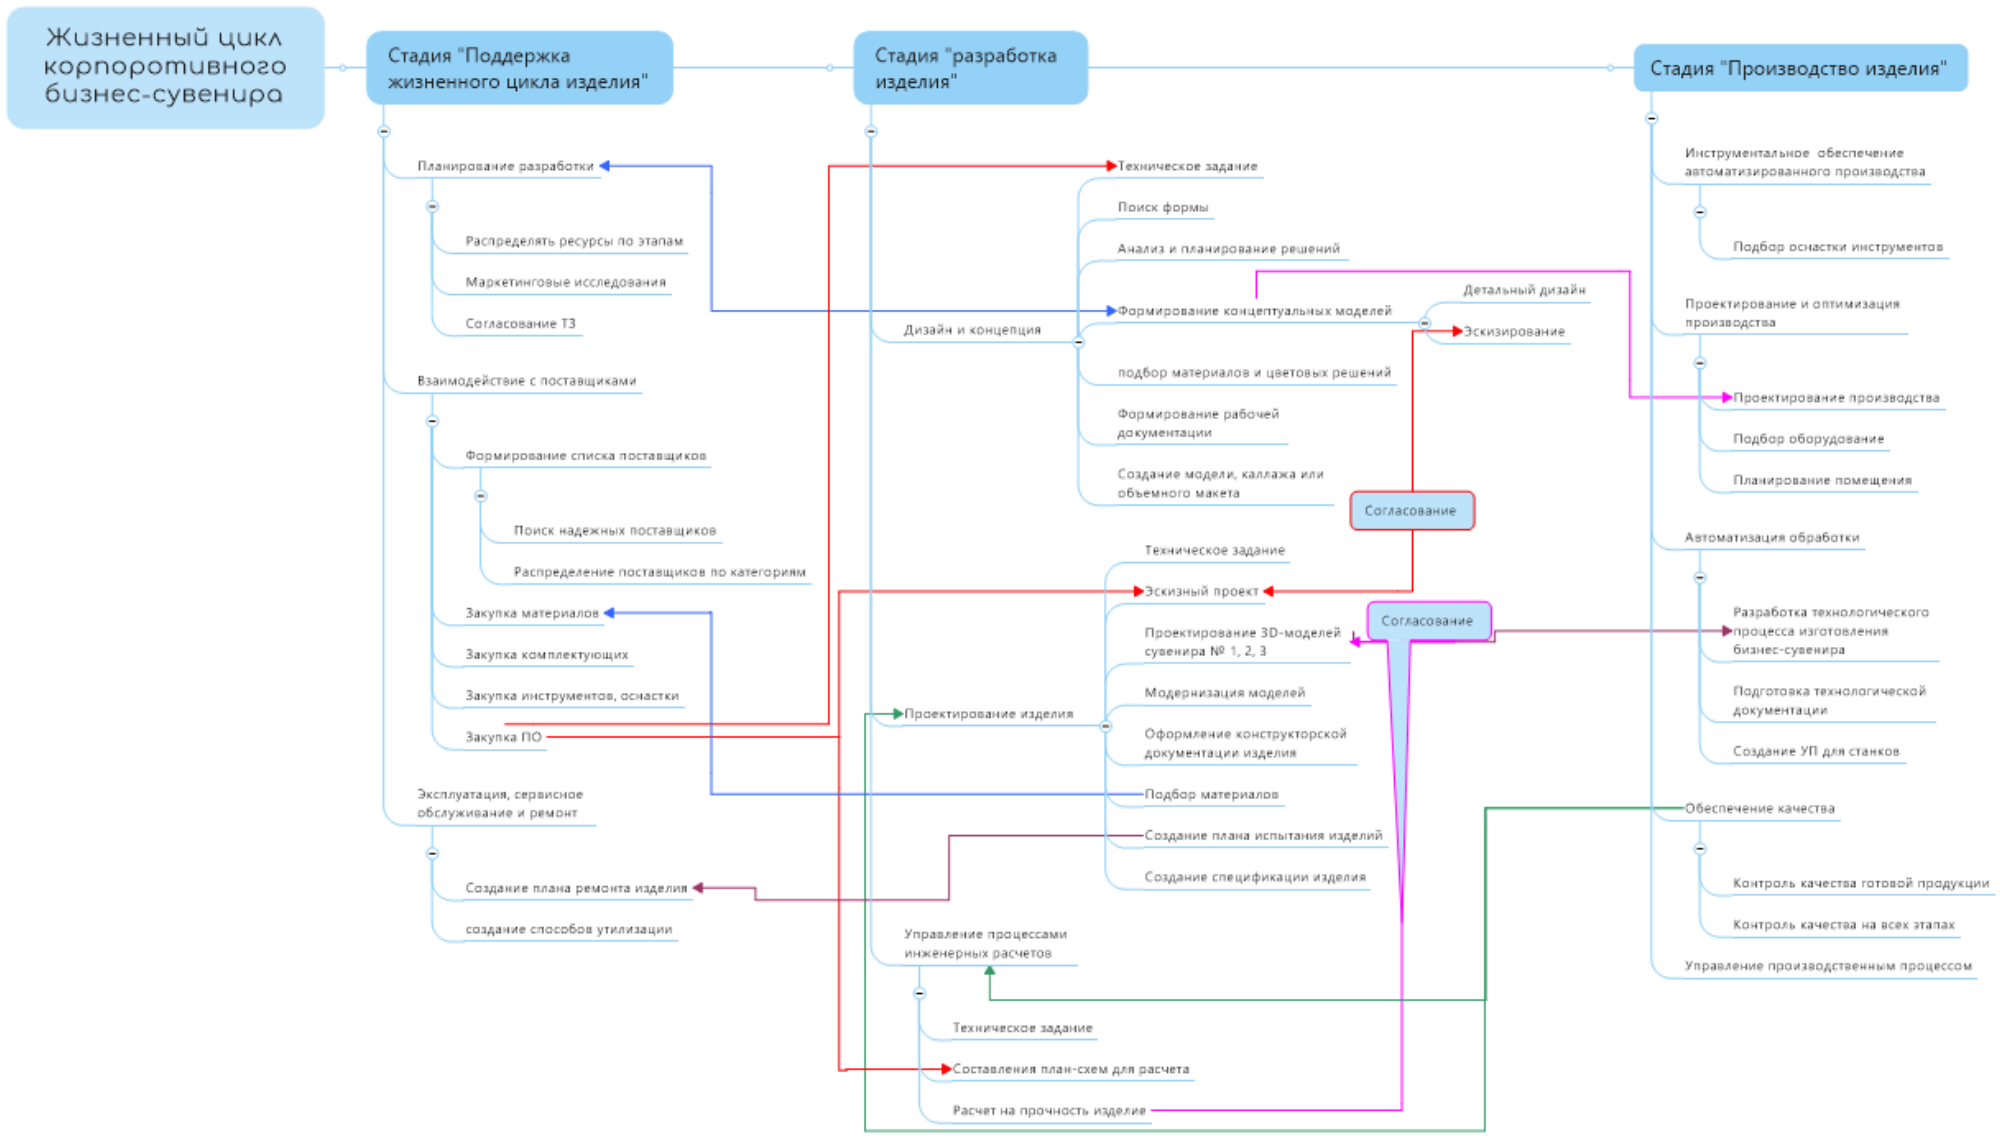 Жизненный цикл
корпоротивного
бизнес-сувенира
Стадия "Поддержка
жизненного цикла изделия"
Планирование разработки
Распределять ресурсы по этапам
Маркетинговые исследования
Согласование ТЗ
Взаимодействие с поставщиками
Формирование списка поставщиков
Поиск надежных поставщиков
Распределение поставщиков по категориям
Закупка материалов
Закупка комплектующих
Закупка инструментов, оснастки
Закупка ПО
Эксплуатация, сервисное
обслуживание и ремонт
Создание плана ремонта изделия
создание способов утилизации
Стадия "разработка
изделия"
Дизайн и концепция
Техническое задание
Поиск формы
Анализ и планирование решений
Формирование концептуальных моделей
Детальный дизайн
Эскизирование
подбор материалов и цветовых решений
Формирование рабочей
документации
Создание модели, каллажа или
объемного макета
Согласование
Проектирование изделия
Техническое задание
Эскизный проект
Проектирование 3D-моделей
сувенира № 1, 2, 3
Согласование
Модернизация моделей
Оформление конструкторской
документации изделия
Подбор материалов
Создание плана испытания изделий
Создание спецификации изделия
Управление процессами
инженерных расчетов
Техническое задание
Составления план-схем для расчета
Расчет на прочность изделие
Стадия "Производство изделия"
Инструментальное обеспечение
автоматизированного производства
Подбор оснастки инструментов
Проектирование и оптимизация
производства
Проектирование производства
Подбор оборудование
Планирование помещения
Автоматизация обработки
Разработка технологического
процесса изготовления
бизнес-сувенира
Подготовка технологической
документации
Создание УП для станков
Обеспечение качества
Контроль качества готовой продукции
Контроль качества на всех этапах
Управление производственным процессом